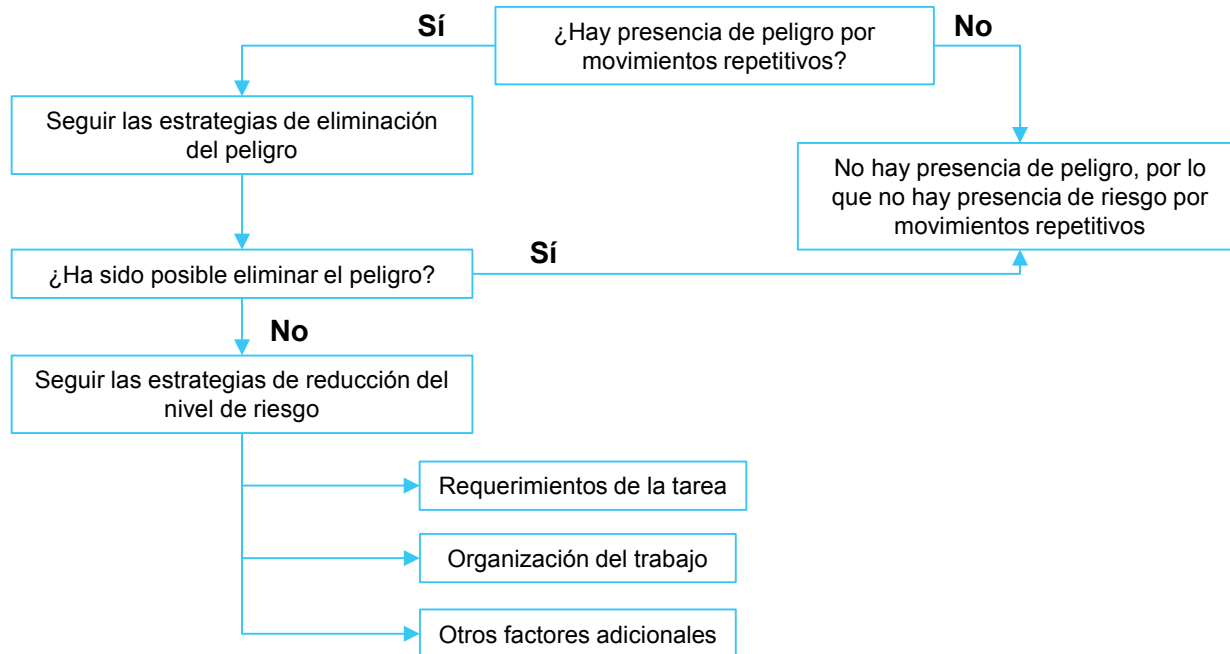 Sí
¿Hay presencia de peligro por
movimientos repetitivos?
No
Seguir las estrategias de eliminación
del peligro
No hay presencia de peligro, por lo
que no hay presencia de riesgo por
movimientos repetitivos
¿Ha sido posible eliminar el peligro?
Sí
No
Seguir las estrategias de reducción del
nivel de riesgo
Requerimientos de la tarea
Organización del trabajo
Otros factores adicionales